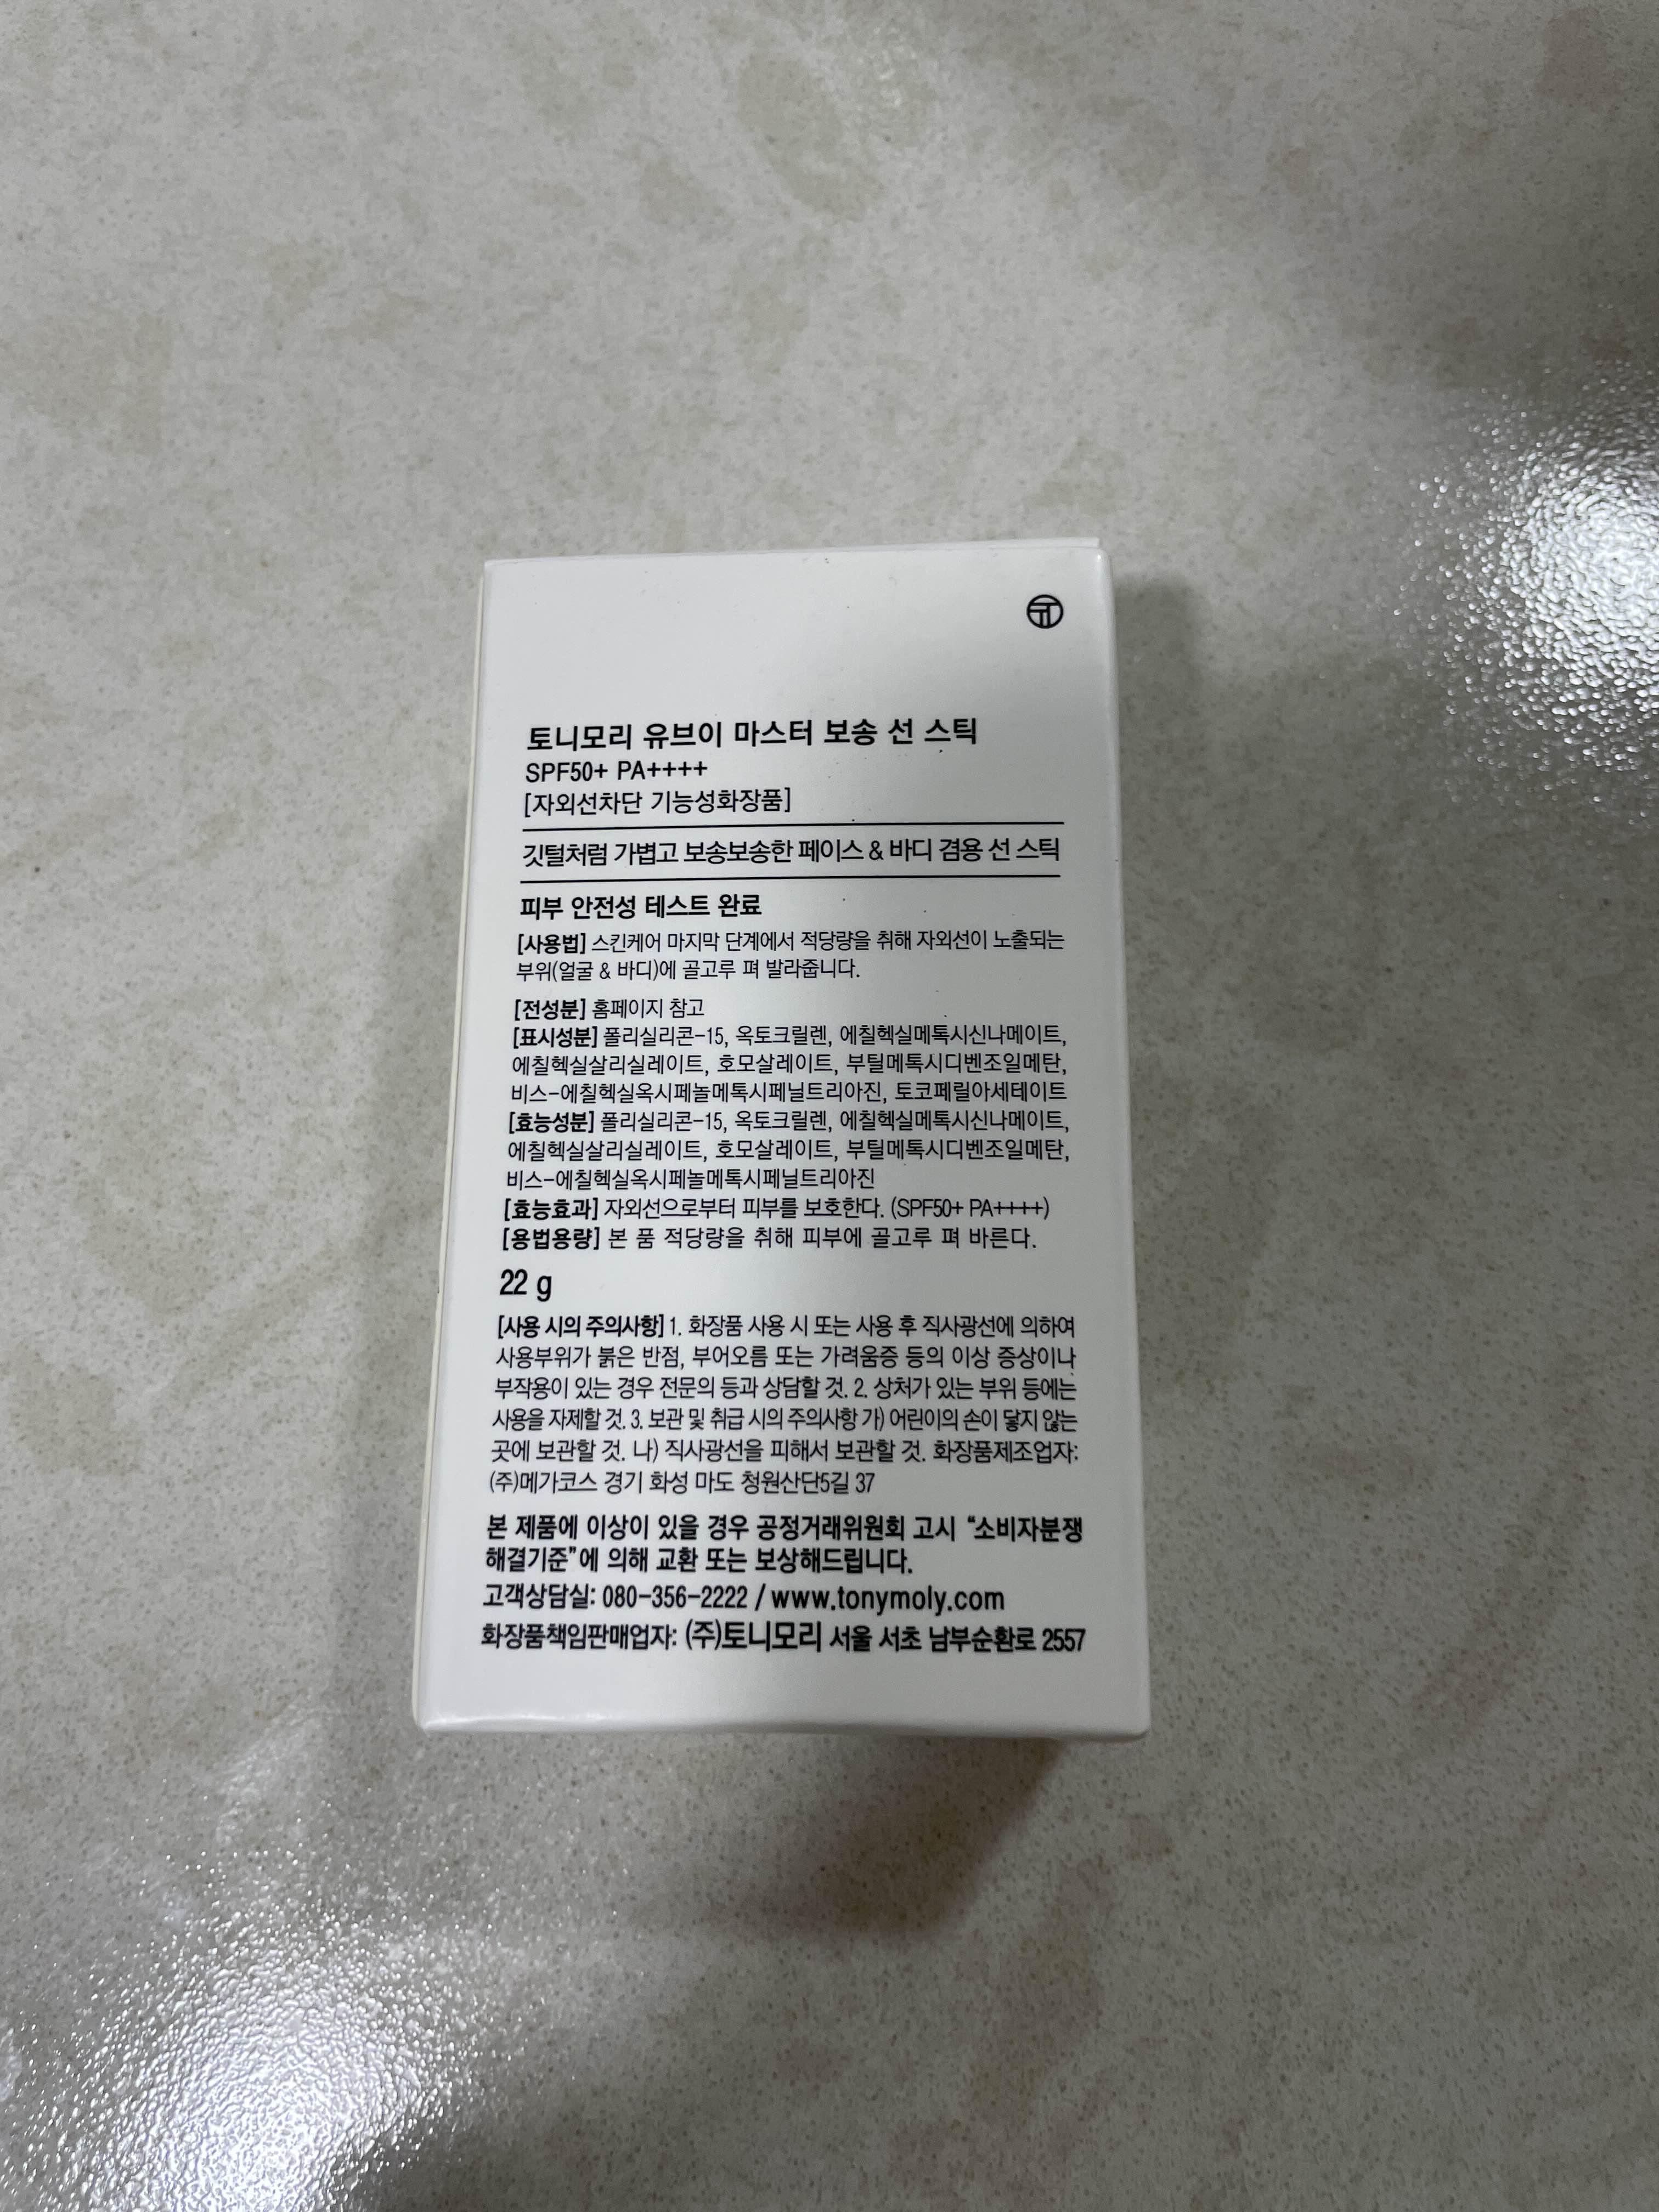 토니모리 유브이 마스터 보송 선 스틱
SPF50+ PA++++
[자외선차단 기능성화장품]
깃털처럼 가볍고 보송보송한 페이스 & 바디 겸용 선 스틱
피부 안전성 테스트 완료
[사용법] 스킨케어 마지막 단계에서 적당량을 취해 자외선이 노출되는
부위(얼굴 & 바디)에 골고루 펴 발라줍니다.
[전성분] 홈페이지 참고
[표시성분] 폴리실리콘-15, 옥토크릴렌, 에칠헥실메톡시신나메이트,
에칠헥실살리실레이트, 호모살레이트, 부틸메톡시디벤조일메탄,
비스-에칠헥실옥시페놀메톡시페닐트리아진, 토코페릴아세테이트
[효능성분] 폴리실리콘-15, 옥토크릴렌, 에칠헥실메톡시신나메이트,
에칠헥실살리실레이트, 호모살레이트, 부틸메톡시디벤조일메탄,
비스-에칠헥실옥시페놀메톡시페닐트리아진
[효능효과] 자외선으로부터 피부를 보호한다. (SPF50+ PA++++)
[용법용량] 본 품 적당량을 취해 피부에 골고루 펴 바른다.
22 g
[사용 시의 주의사항] 1. 화장품 사용 시 또는 사용 후 직사광선에 의하여
사용부위가 붉은 반점, 부어오름 또는 가려움증 등의 이상 증상이나
부작용이 있는 경우 전문의 등과 상담할 것. 2. 상처가 있는 부위 등에는
사용을 자제할 것. 3. 보관 및 취급 시의 주의사항 가) 어린이의 손이 닿지 않는
곳에 보관할 것. 나) 직사광선을 피해서 보관할 것. 화장품제조업자:
(주)메가코스 경기 화성 마도 청원산단5길 37
본 제품에 이상이 있을 경우 공정거래위원회 고시 “소비자분쟁
해결기준”에 의해 교환 또는 보상해드립니다.
고객상담실: 080-356-2222 / www.tonymoly.com
화장품책임판매업자: (주)토니모리 서울 서초 남부순환로 2557